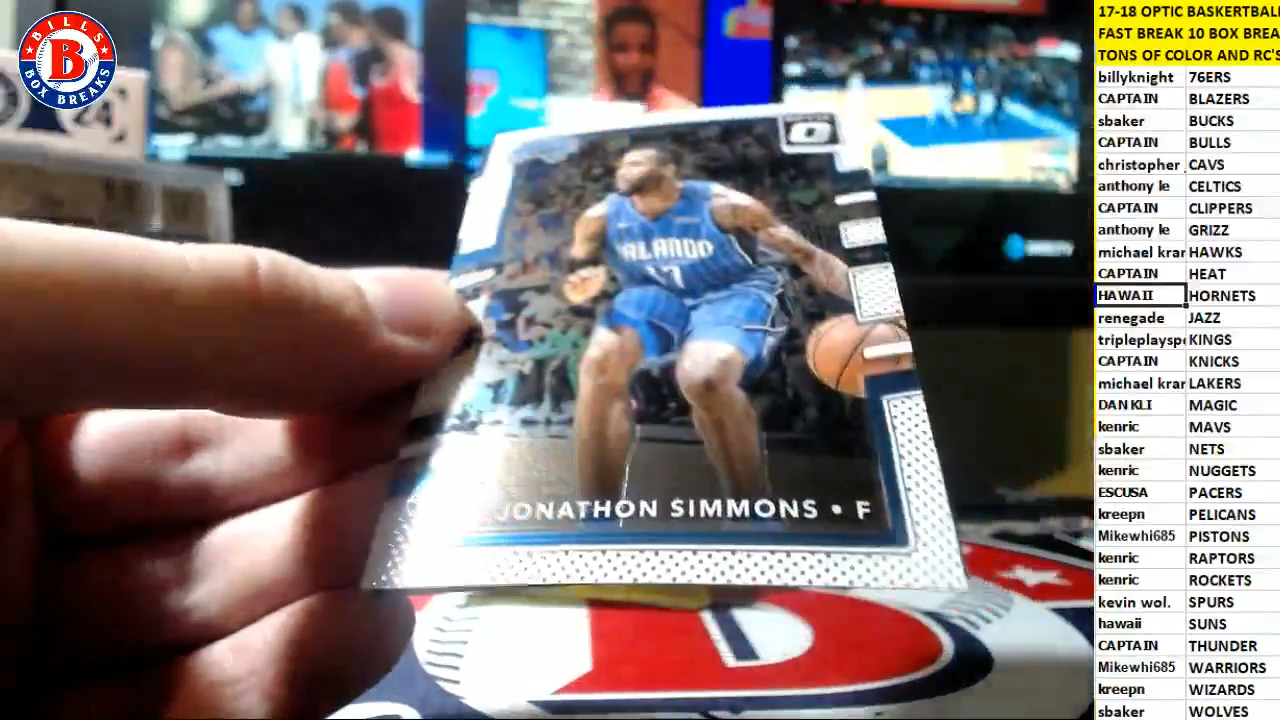 BILLS
B
BOX BREAKS
24
ORLANDO
17
JONATHON SIMMONS • F
17-18 OPTIC BASKERTBALL
FAST BREAK 10 BOX BREA
TONS OF COLOR AND RC'S
billyknight 76ERS
CAPTAIN BLAZERS
sbaker BUCKS
CAPTAIN BULLS
christopher CAVS
anthony le CELTICS
CAPTAIN CLIPPERS
anthony le GRIZZ
michael krar HAWKS
CAPTAIN HEAT
HAWAII HORNETS
renegade JAZZ
tripleplayspo KINGS
CAPTAIN KNICKS
michael krar LAKERS
DAN KLI MAGIC
kenric MAVS
sbaker NETS
kenric NUGGETS
ESCUSA PACERS
kreepn PELICANS
Mikewhi685 PISTONS
kenric RAPTORS
kenric ROCKETS
kevin wol. SPURS
hawaii SUNS
CAPTAIN THUNDER
Mikewhi685 WARRIORS
kreepn WIZARDS
sbaker WOLVES